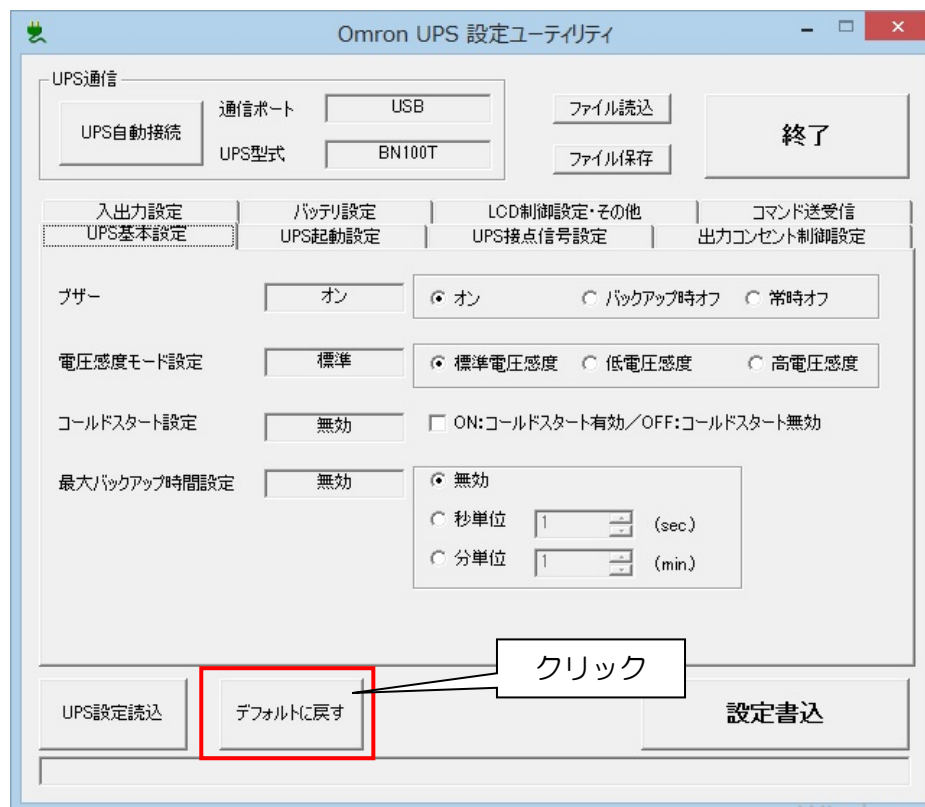 Omron UPS 設定ユーティリティ
UPS通信
UPS自動接続
通信ポート
USB
UPS型式
BN100T
ファイル読込
ファイル保存
終了
入出力設定
バッテリ設定
LCD制御設定・その他
コマンド送受信
UPS基本設定
UPS起動設定
UPS接点信号設定
出力コンセント制御設定
ブザー
オン
オン
バックアップ時オフ
常時オフ
電圧感度モード設定
標準
標準電圧感度
低電圧感度
高電圧感度
コールドスタート設定
無効
ON:コールドスタート有効／OFF:コールドスタート無効
最大バックアップ時間設定
無効
無効
秒単位
1
(sec.)
分単位
1
(min.)
クリック
UPS設定読込
デフォルトに戻す
設定書込